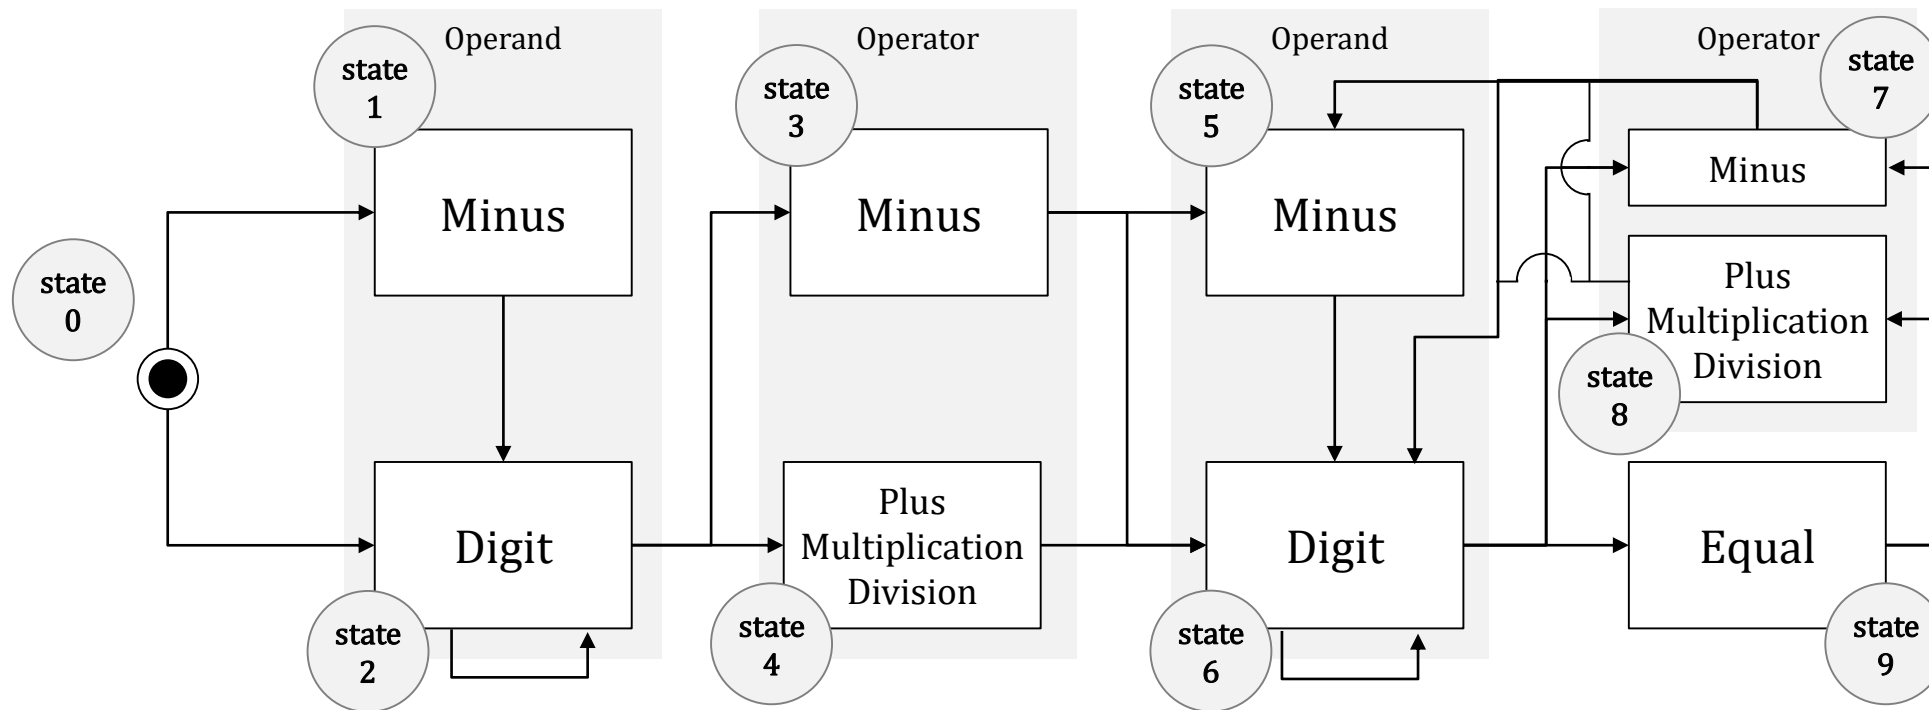 Operand
Operator
Operand
Operator
state
1
state
3
state
5
state
7
Minus
Minus
Minus
Minus
state
0
Plus
Multiplication
Division
state
8
Digit
Plus
Multiplication
Division
Digit
Equal
state
2
state
4
state
6
state
9